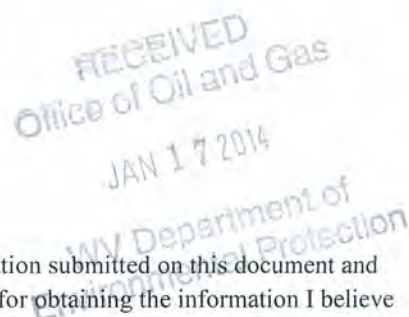 RECEIVED
Office of Oil and Gas
JAN 17 2014
WV Department of
Environmental Protection
ation submitted on this document and
for obtaining the information I believe